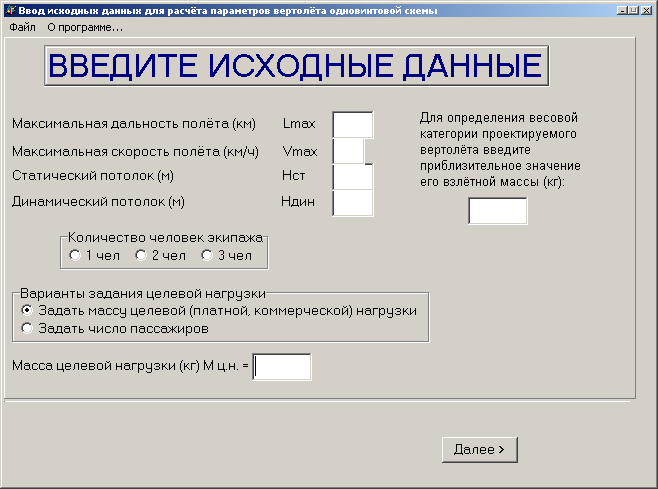 Ввод исходных данных для расчёта параметров вертолёта одновинтовой схемы
Файл О программе...
ВВЕДИТЕ ИСХОДНЫЕ ДАННЫЕ
Максимальная дальность полёта (км) Lmax
Максимальная скорость полёта (км/ч) Vmax
Статический потолок (м) Нст
Динамический потолок (м) Ндин
Для определения весовой
категории проектируемого
вертолёта введите
приблизительное значение
его взлётной массы (кг):
Количество человек экипажа
1 чел 2 чел 3 чел
Варианты задания целевой нагрузки
Задать массу целевой (платной, коммерческой) нагрузки
Задать число пассажиров
Масса целевой нагрузки (кг) М ц.н. =
Далее >